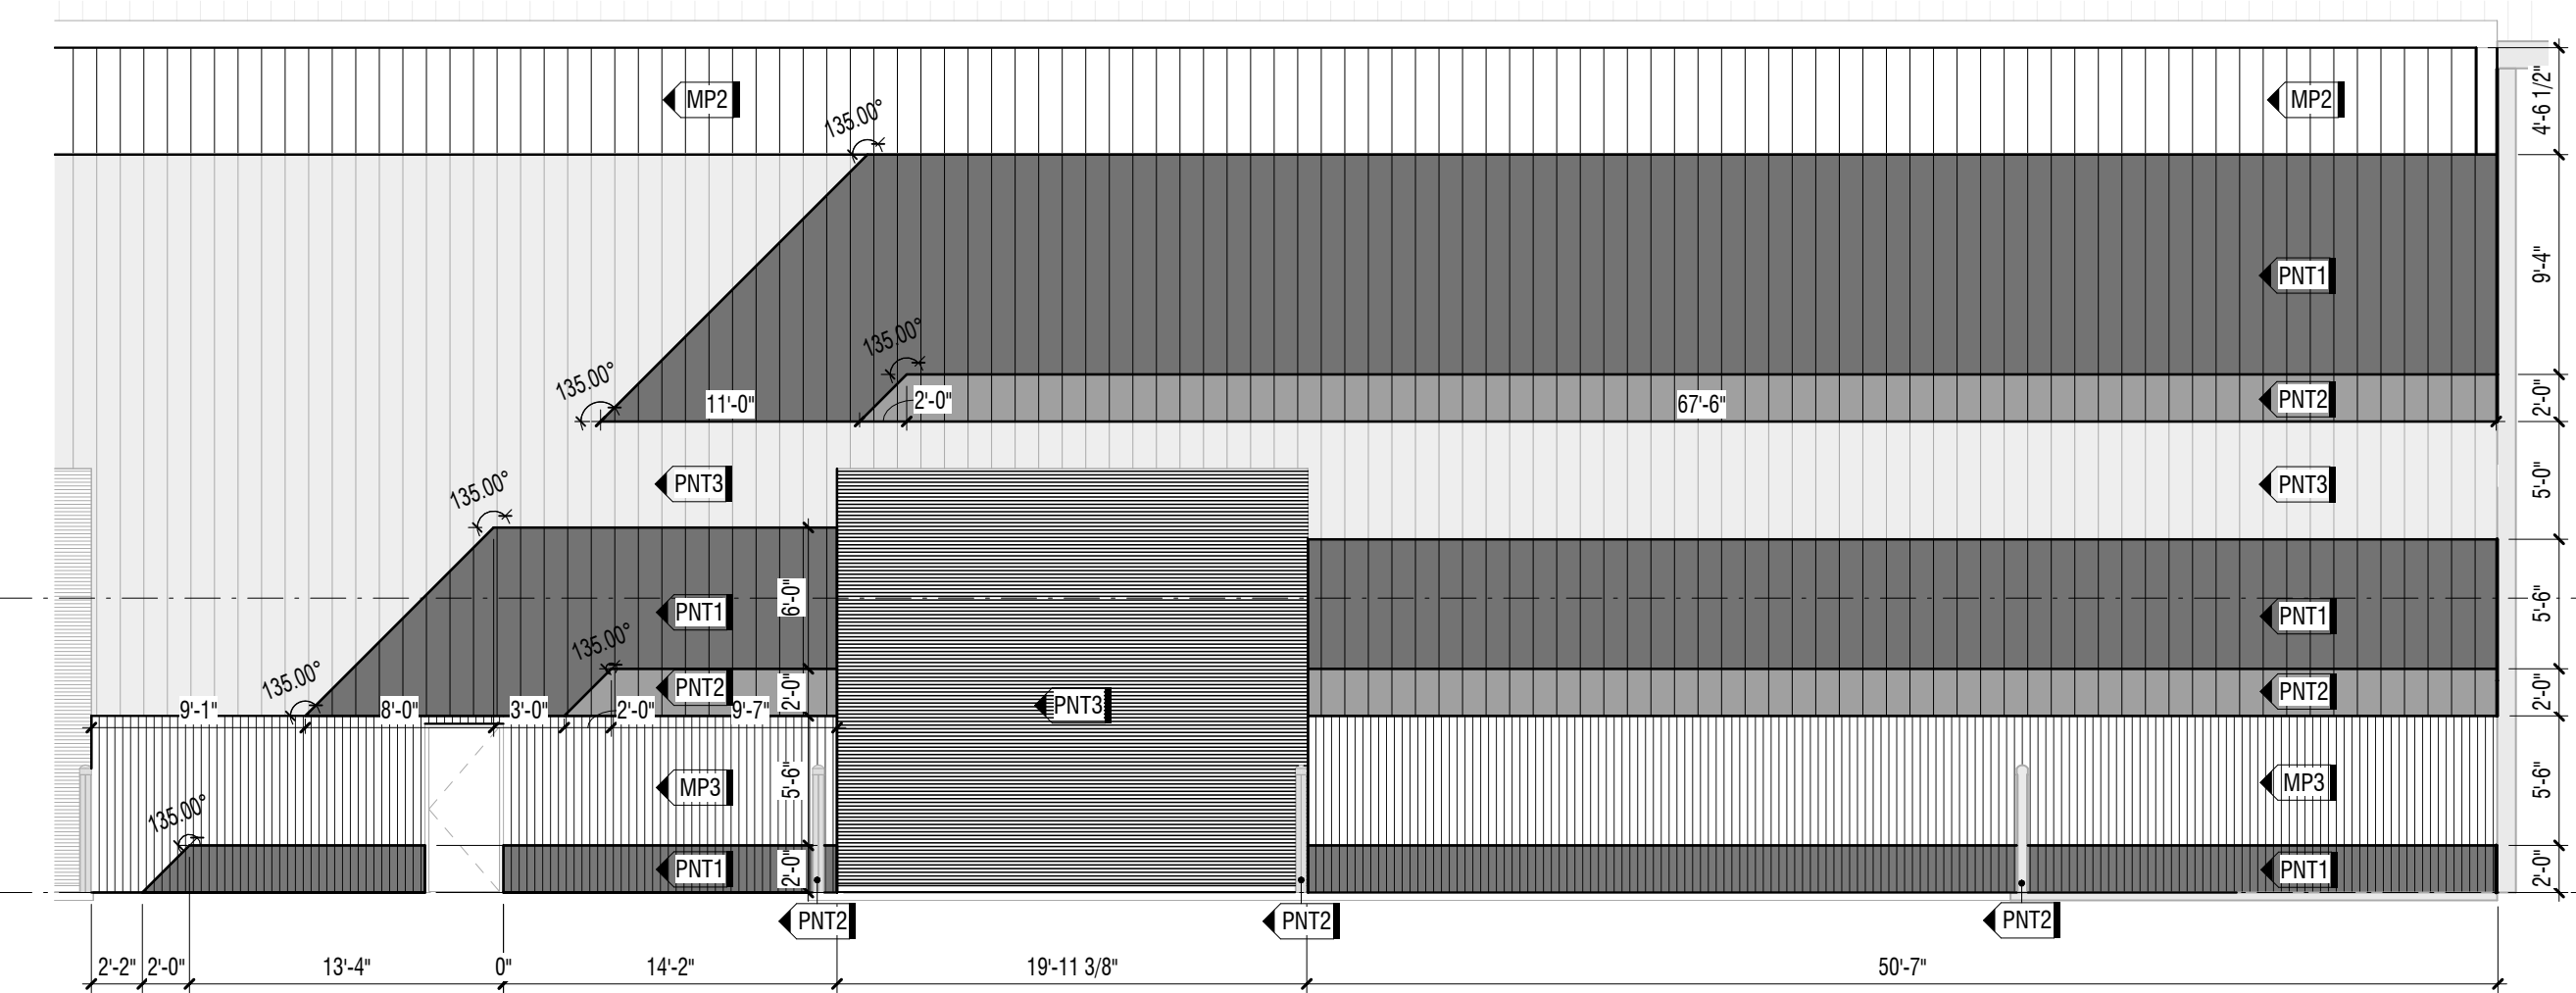 MP2
MP2
4'-6 1/2"
135.00°
PNT1
9'-4"
135.00°
135.00°
11'-0"
2'-0"
67'-6"
PNT2
2'-0"
135.00°
PNT3
PNT3
5'-0"
6'-0"
PNT1
PNT1
5'-6"
135.00°
135.00°
PNT2
2'-0"
PNT2
2'-0"
9'-1"
8'-0"
3'-0"
2'-0"
9'-7"
PNT3
MP3
5'-6"
MP3
5'-6"
135.00°
PNT1
2'-0"
PNT1
2'-0"
PNT2
PNT2
PNT2
2'-2"
2'-0"
13'-4"
0"
14'-2"
19'-11 3/8"
50'-7"